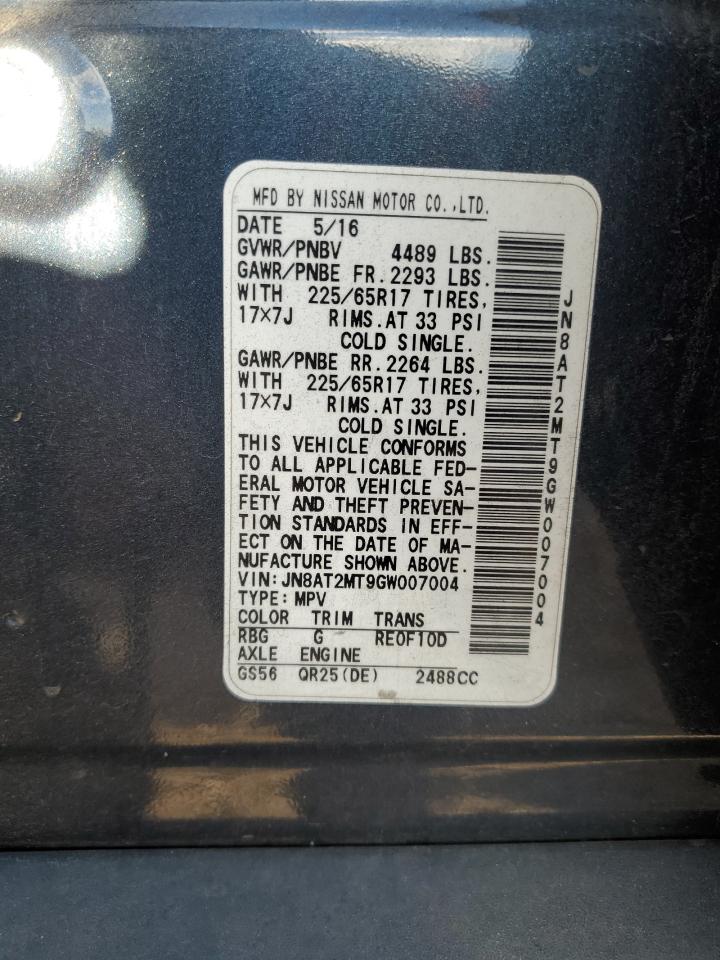 MFD BY NISSAN MOTOR CO.,LTD.
DATE 5/16
GVWR/PNBV 4489 LBS.
GAWR/PNBE FR. 2293 LBS.
WITH 225/65R17 TIRES,
17×7J RIMS. AT 33 PSI
COLD SINGLE.
GAWR/PNBE RR. 2264 LBS.
WITH 225/65R17 TIRES,
17×7J RIMS. AT 33 PSI
COLD SINGLE.
THIS VEHICLE CONFORMS
TO ALL APPLICABLE FED-
ERAL MOTOR VEHICLE SA-
FETY AND THEFT PREVEN-
TION STANDARDS IN EFF-
ECT ON THE DATE OF MA-
NUFACTURE SHOWN ABOVE.
VIN: JN8AT2MT9GW007004
TYPE: MPV
COLOR TRIM TRANS
RBG G RE0F10D
AXLE ENGINE
GS56 QR25(DE) 2488CC
JN8AT2MT9GW007004